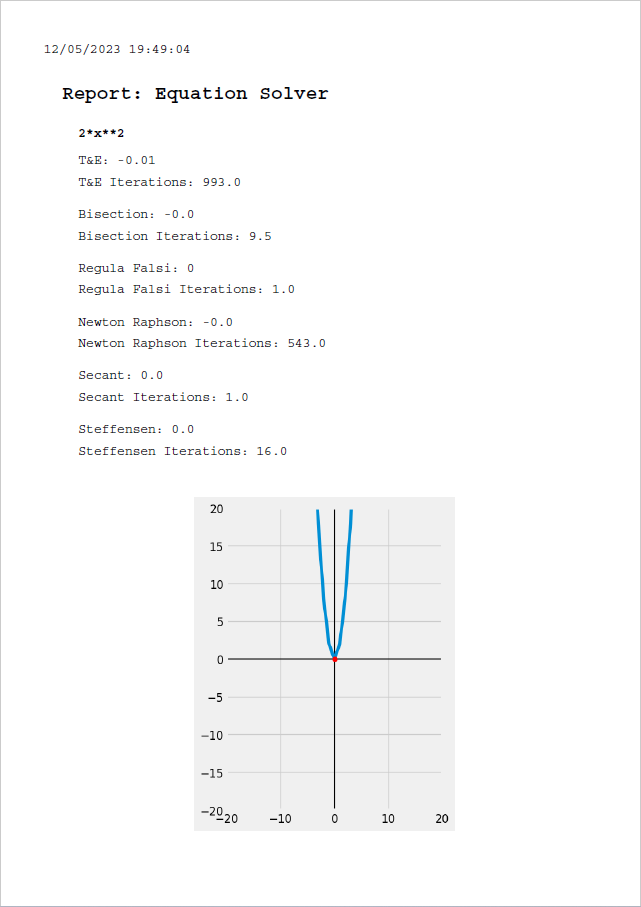 12/05/2023 19:49:04
Report: Equation Solver
2*x**2
T&E: -0.01
T&E Iterations: 993.0
Bisection: -0.0
Bisection Iterations: 9.5
Regula Falsi: 0
Regula Falsi Iterations: 1.0
Newton Raphson: -0.0
Newton Raphson Iterations: 543.0
Secant: 0.0
Secant Iterations: 1.0
Steffensen: 0.0
Steffensen Iterations: 16.0
20
15
10
5
0
−5
−10
−15
−20
−20 −10 0 10 20